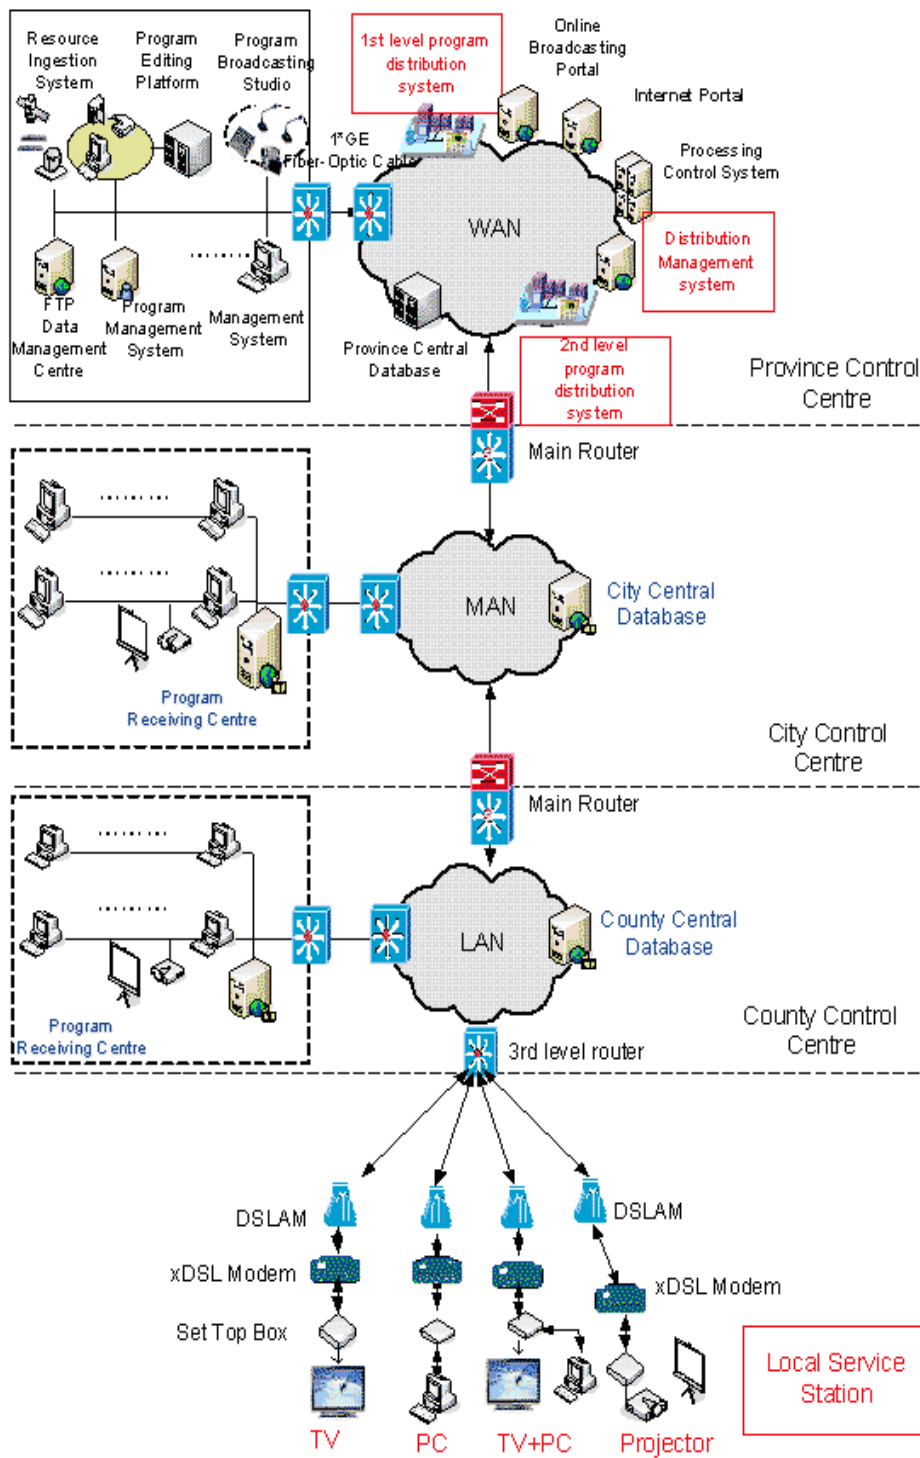 Resource
Ingestion
System
Program
Editing
Platform
Program
Broadcasting
Studio
1st level program
distribution
system
Online
Broadcasting
Portal
Internet Portal
Processing
Control System
1*GE
Fiber-Optic Cable
WAN
Distribution
Management
system
FTP
Data
Management
Centre
Program
Management
System
Management
System
Province Central
Database
2nd level
program
distribution
system
Province Control
Centre
Main Router
MAN
City Central
Database
Program
Receiving Centre
City Control
Centre
Main Router
LAN
County Central
Database
Program
Receiving Centre
County Control
Centre
3rd level router
DSLAM
DSLAM
xDSL Modem
xDSL Modem
Set Top Box
Local Service
Station
TV
PC
TV+PC
Projector